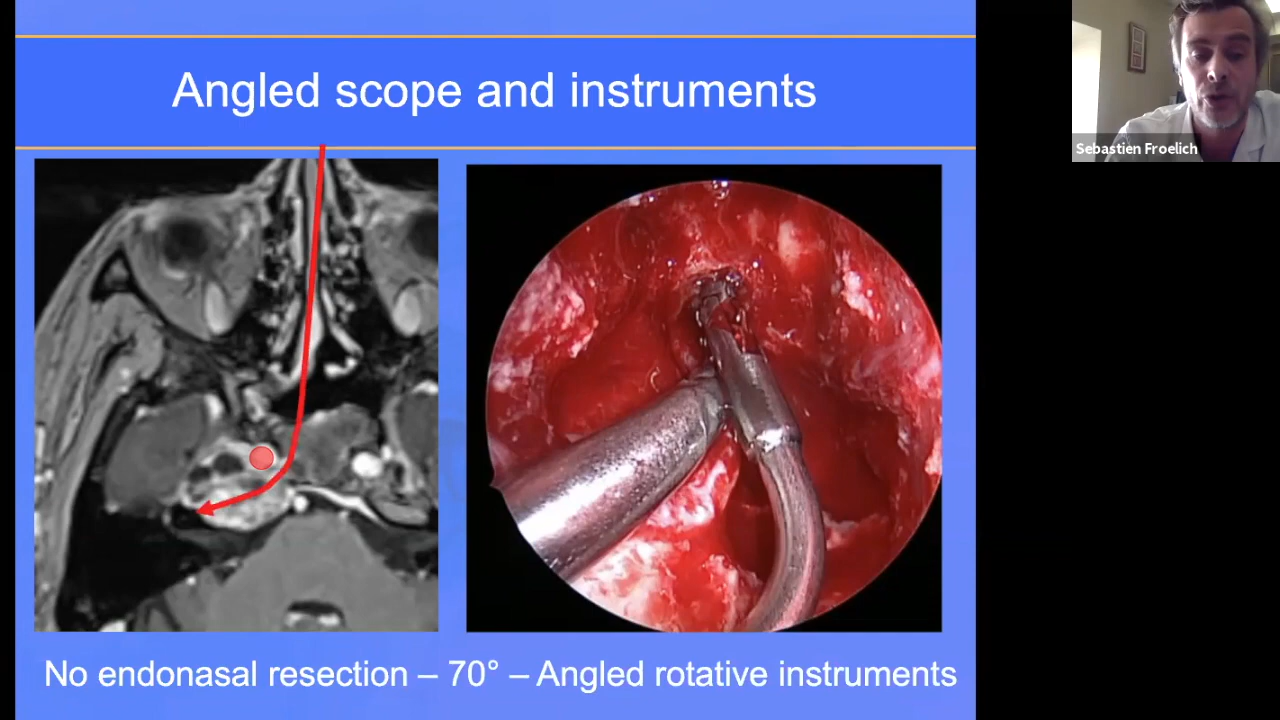 Angled scope and instruments
Sebastien Froelich
No endonasal resection – 70° – Angled rotative instruments